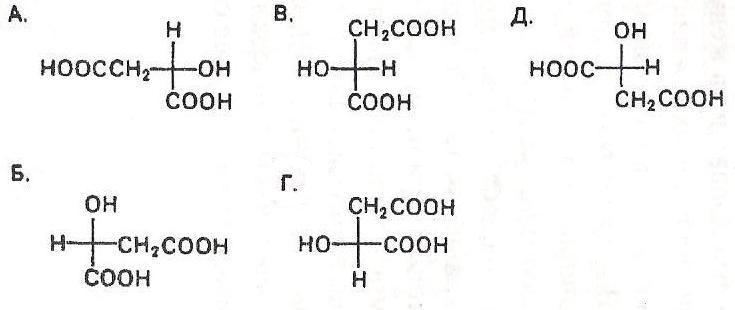 А.
H
HOOCCH₂ OH
COOH
В.
CH₂COOH
HO H
COOH
Д.
OH
HOOC H
CH₂COOH
Б.
OH
H CH₂COOH
COOH
Г.
CH₂COOH
HO COOH
H